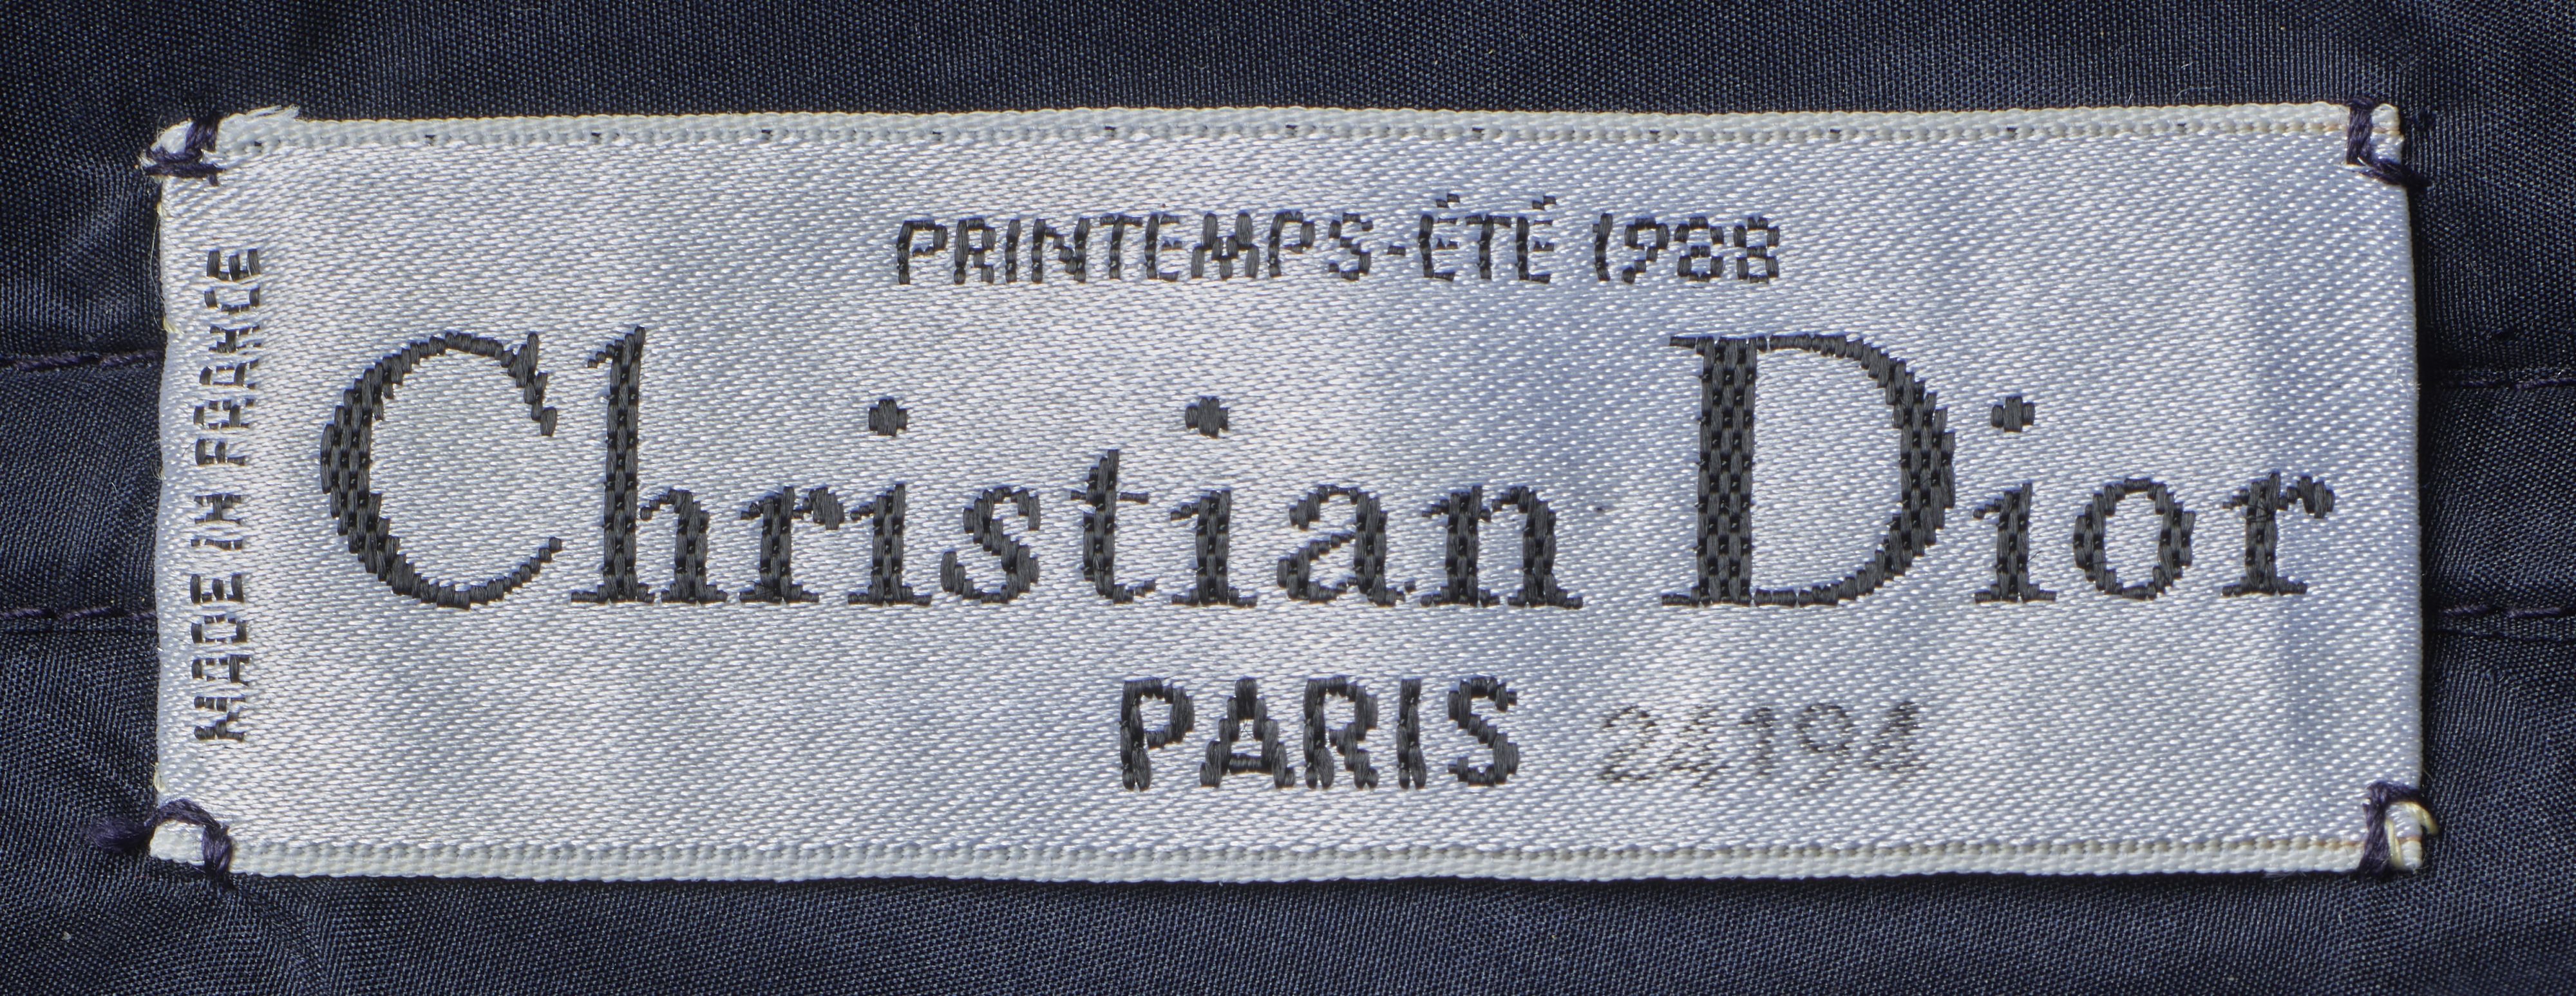 PRINTEMPS-ÉTÉ 1988
Christian Dior
PARIS 24194
MADE IN FRANCE